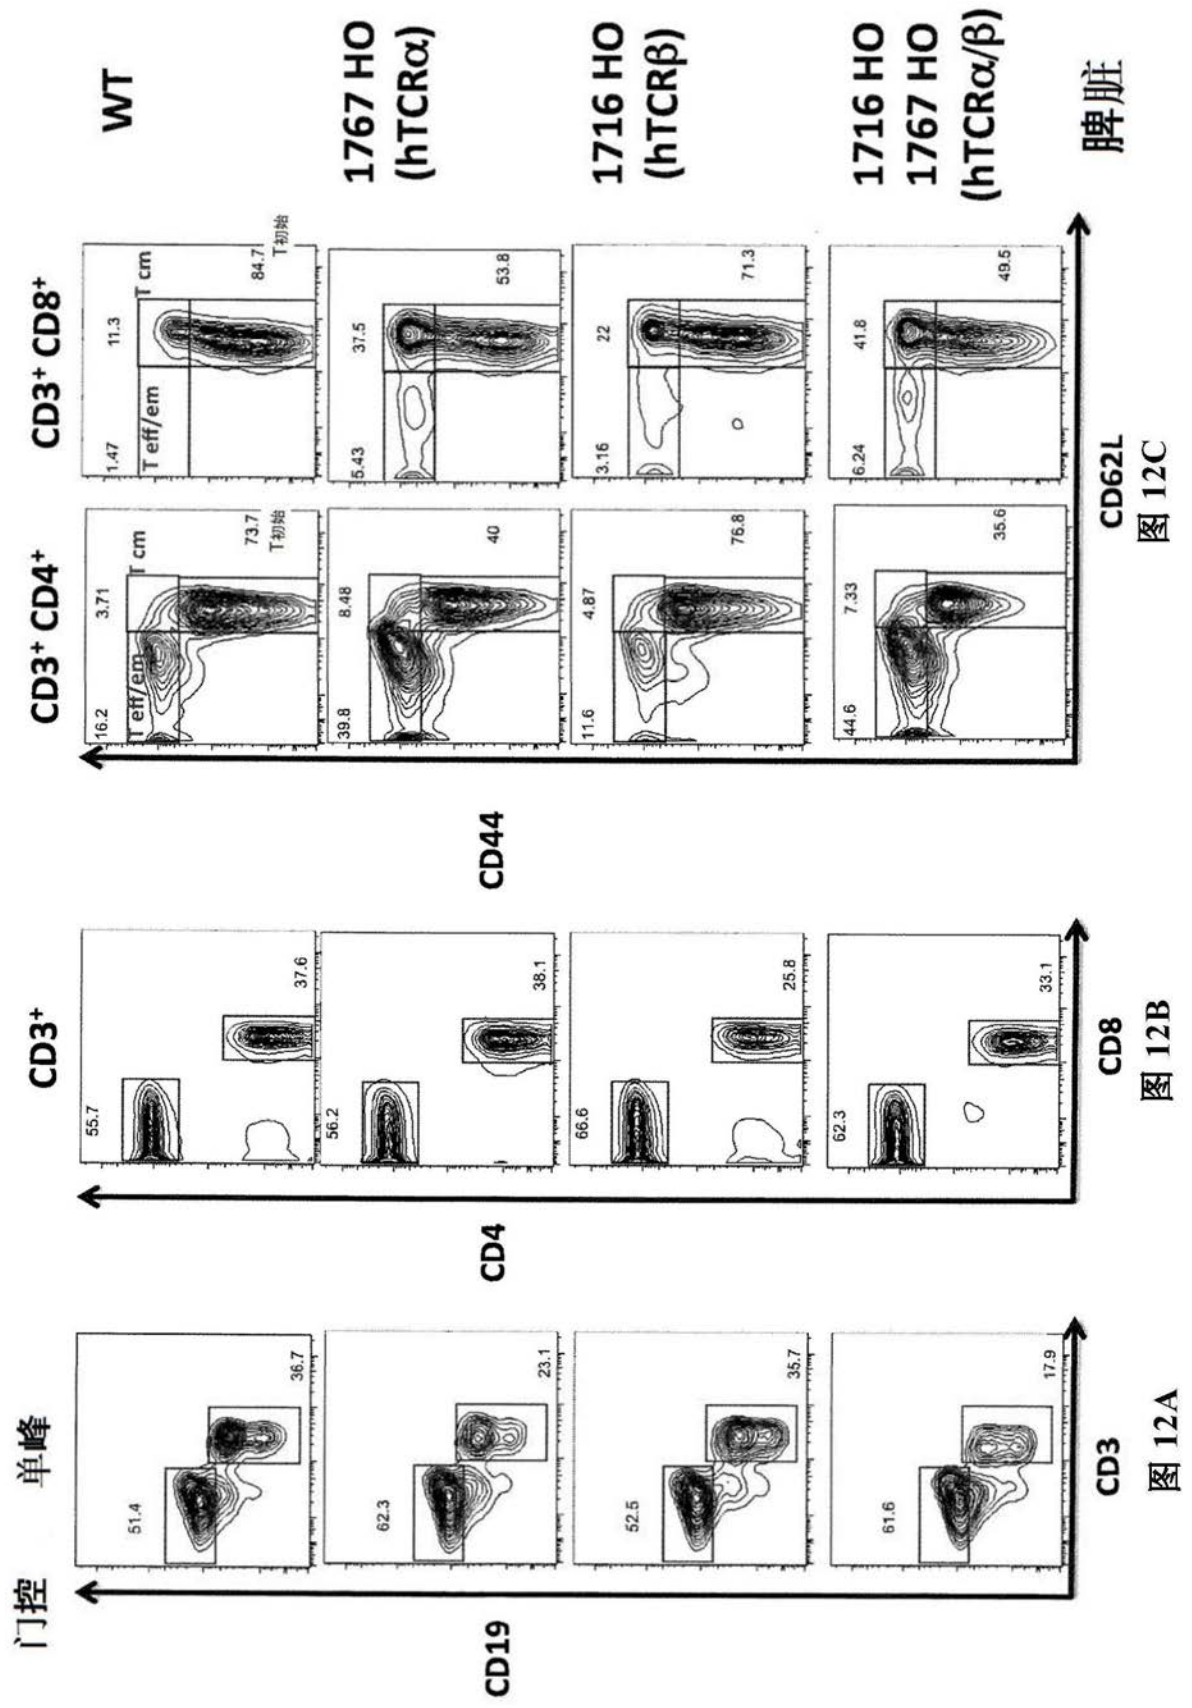 门控
单峰
CD3⁺
CD3⁺ CD4⁺
CD3⁺ CD8⁺
51.4
36.7
55.7
37.6
16.2
3.71
T eff/em
T cm
73.7
T初始
1.47
11.3
T eff/em
T cm
84.7
T初始
WT
62.3
23.1
56.2
38.1
39.8
8.48
40
5.43
37.5
53.8
1767 HO
(hTCRα)
CD19
CD4
CD44
52.5
35.7
66.6
25.8
11.6
4.87
76.8
3.16
22
71.3
1716 HO
(hTCRβ)
61.6
17.9
62.3
33.1
44.6
7.33
35.6
6.24
41.8
49.5
1716 HO
1767 HO
(hTCRα/β)
CD3
CD8
CD62L
脾脏
图 12A
图 12B
图 12C